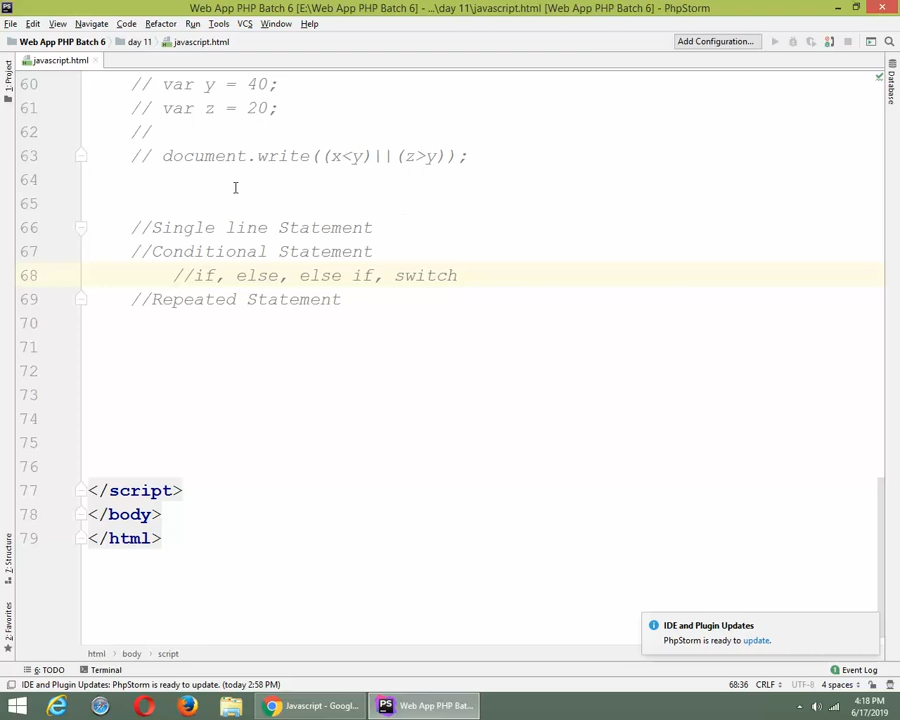 Web App PHP Batch 6 [E:\Web App PHP Batch 6] - ...\day 11\javascript.html [Web App PHP Batch 6] - PhpStorm
File Edit View Navigate Code Refactor Run Tools VCS Window Help
Web App PHP Batch 6 day 11 javascript.html Add Configuration...
javascript.html
1: Project
Database
60 // var y = 40;
61 // var z = 20;
62 //
63 // document.write((x<y)||(z>y));
64
65
66 //Single line Statement
67 //Conditional Statement
68 //if, else, else if, switch
69 //Repeated Statement
70
71
72
73
74
75
76
77 </script>
78 </body>
79 </html>
7: Structure
2: Favorites
IDE and Plugin Updates
PhpStorm is ready to update.
html body script
6: TODO Terminal Event Log
IDE and Plugin Updates: PhpStorm is ready to update. (today 2:58 PM) 68:36 CRLF UTF-8 4 spaces
Javascript - Googl... Web App PHP Bat... 4:18 PM
6/17/2019